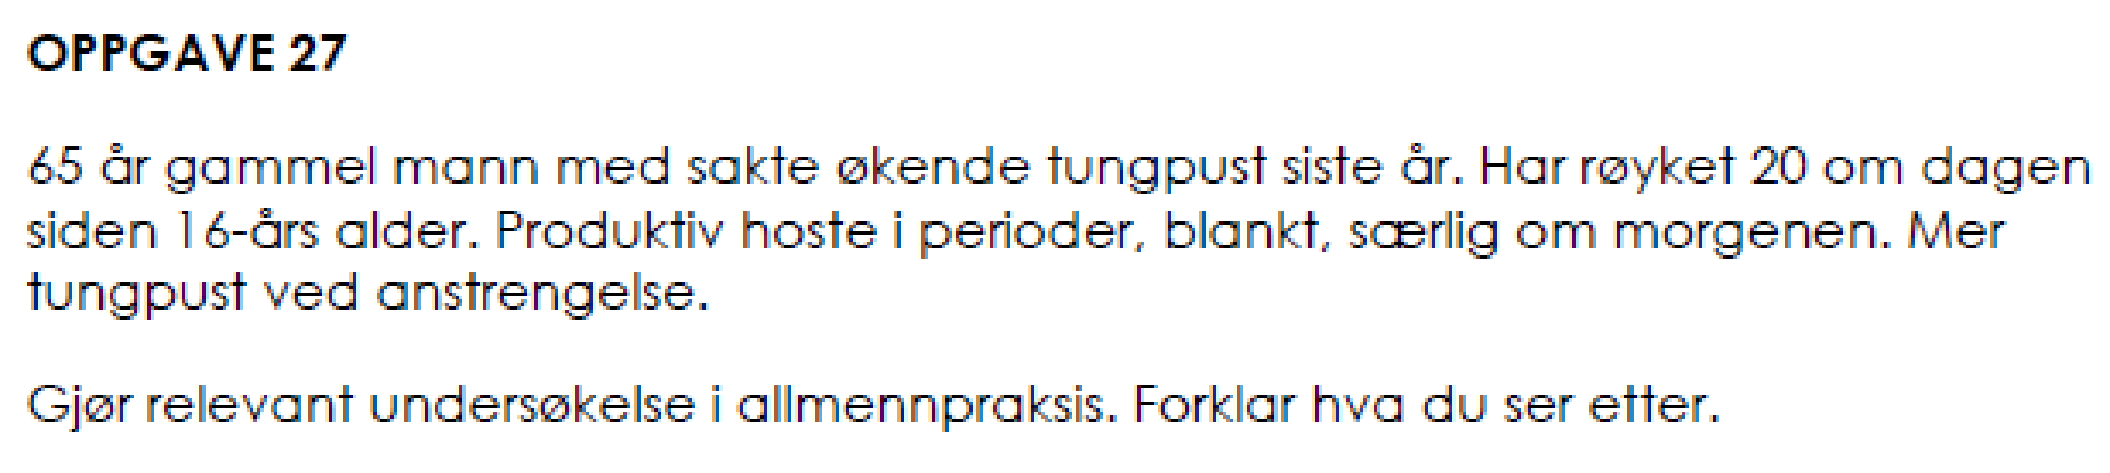 OPPGAVE 27
65 år gammel mann med sakte økende tungpust siste år. Har røyket 20 om dagen
siden 16-års alder. Produktiv hoste i perioder, blankt, særlig om morgenen. Mer
tungpust ved anstrengelse.
Gjør relevant undersøkelse i allmennpraksis. Forklar hva du ser etter.